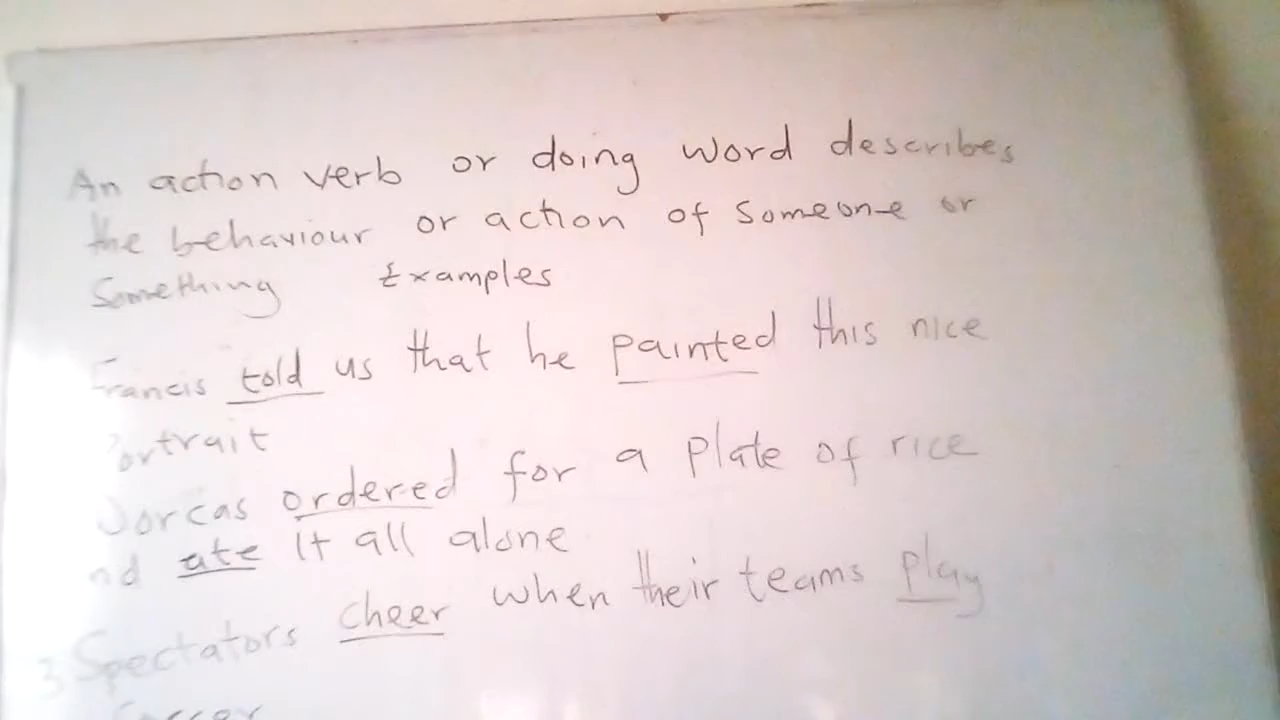 An action verb or doing word describes
the behaviour or action of someone or
Something Examples
Francis told us that he painted this nice
Portrait
Dorcas ordered for a plate of rice
nd ate it all alone
3 Spectators cheer when their teams play